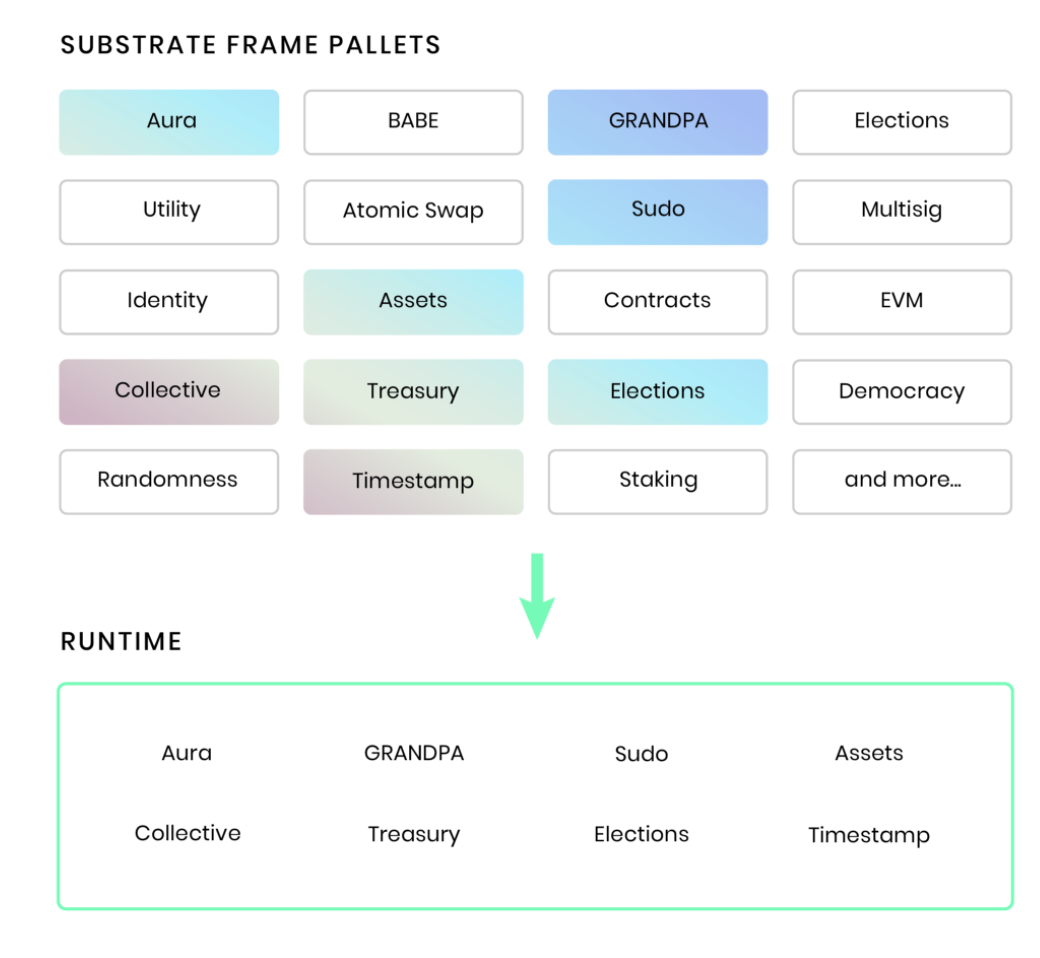 SUBSTRATE FRAME PALLETS
Aura BABE GRANDPA Elections
Utility Atomic Swap Sudo Multisig
Identity Assets Contracts EVM
Collective Treasury Elections Democracy
Randomness Timestamp Staking and more...
RUNTIME
Aura GRANDPA Sudo Assets
Collective Treasury Elections Timestamp